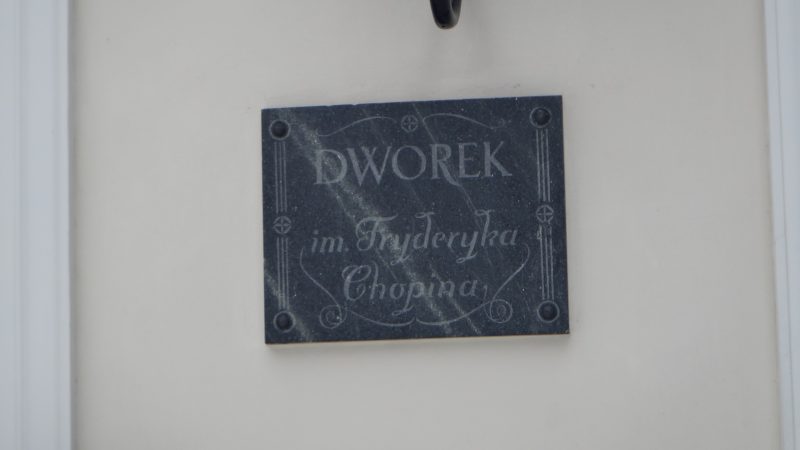 DWOREK
im. Fryderyka
Chopina